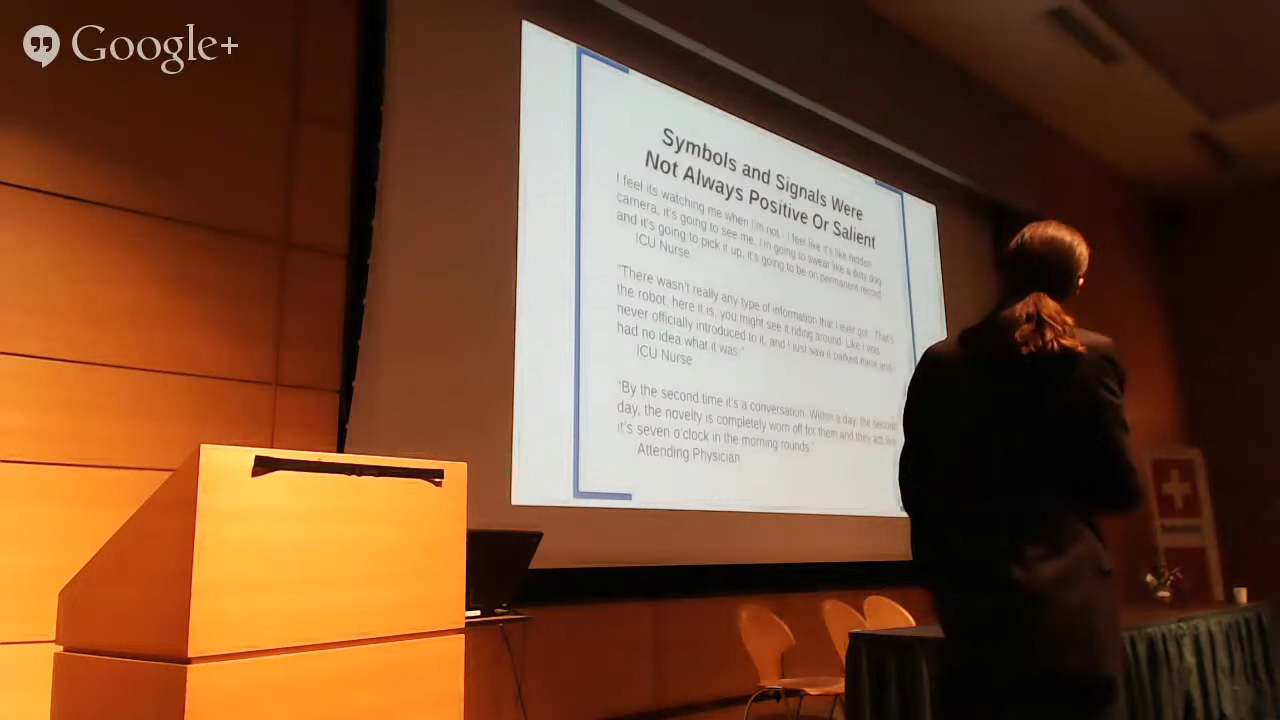 Google+
Symbols and Signals Were
Not Always Positive Or Salient
I feel its watching me when I'm not... I feel like it's like hidden
camera, it's going to see me, I'm going to swear like a dirty dog
and it's going to pick it up, it's going to be on permanent record.
ICU Nurse
"There wasn't really any type of information that I ever got. That's
the robot, here it is, you might see it riding around. Like I was
never officially introduced to it, and I just saw it parked there and I
had no idea what it was."
ICU Nurse
"By the second time it's a conversation. Within a day, the second
day, the novelty is completely worn off for them and they act like
it's seven o'clock in the morning rounds."
Attending Physician